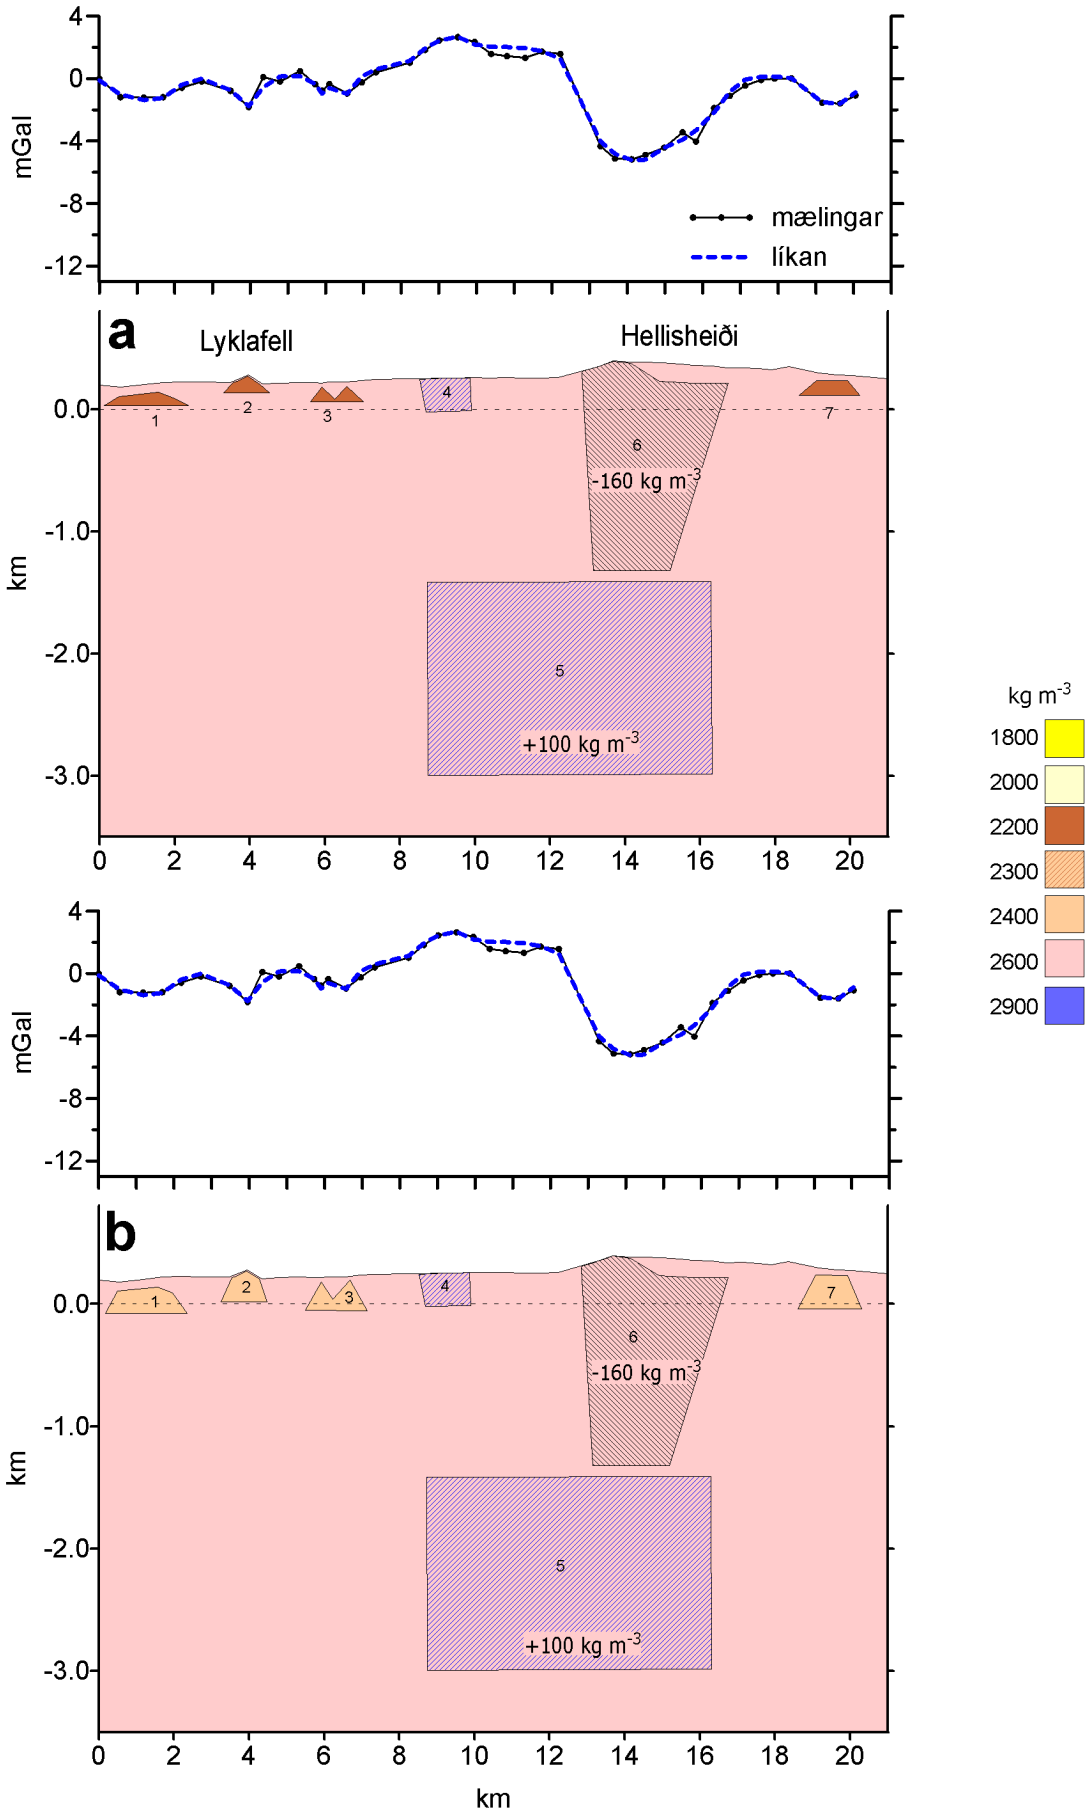 4
0
-4
-8
-12
mGal
mælingar
líkan
a
Lyklafell
Hellisheiði
0.0
-1.0
-2.0
-3.0
km
1
2
3
4
6
-160 kg m-3
7
5
+100 kg m-3
0 2 4 6 8 10 12 14 16 18 20
kg m-3
1800
2000
2200
2300
2400
2600
2900
4
0
-4
-8
-12
mGal
b
0.0
-1.0
-2.0
-3.0
km
1
2
3
4
6
-160 kg m-3
7
5
+100 kg m-3
0 2 4 6 8 10 12 14 16 18 20
km